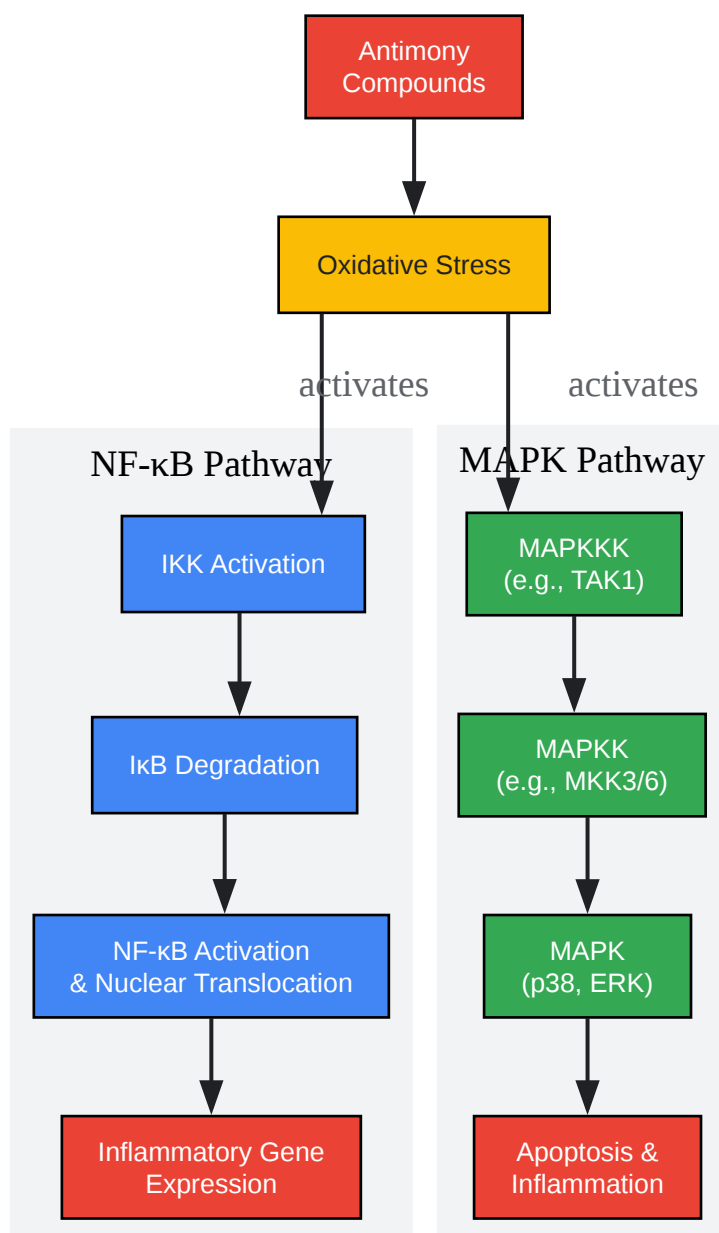 Antimony
Compounds
Oxidative Stress
activates
activates
NF-κB Pathway
IKK Activation
IκB Degradation
NF-κB Activation
& Nuclear Translocation
Inflammatory Gene
Expression
MAPK Pathway
MAPKKK
(e.g., TAK1)
MAPKK
(e.g., MKK3/6)
MAPK
(p38, ERK)
Apoptosis &
Inflammation